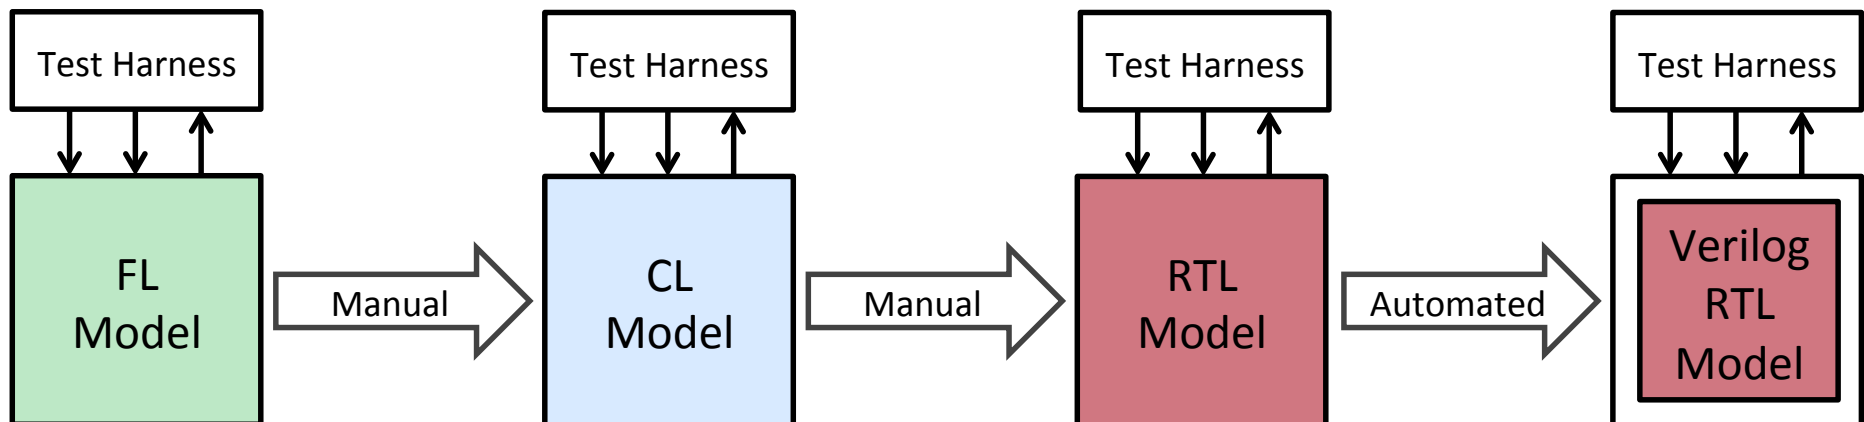 Test Harness
Test Harness
Test Harness
Test Harness
FL
Model
Manual
CL
Model
Manual
RTL
Model
Automated
Verilog
RTL
Model